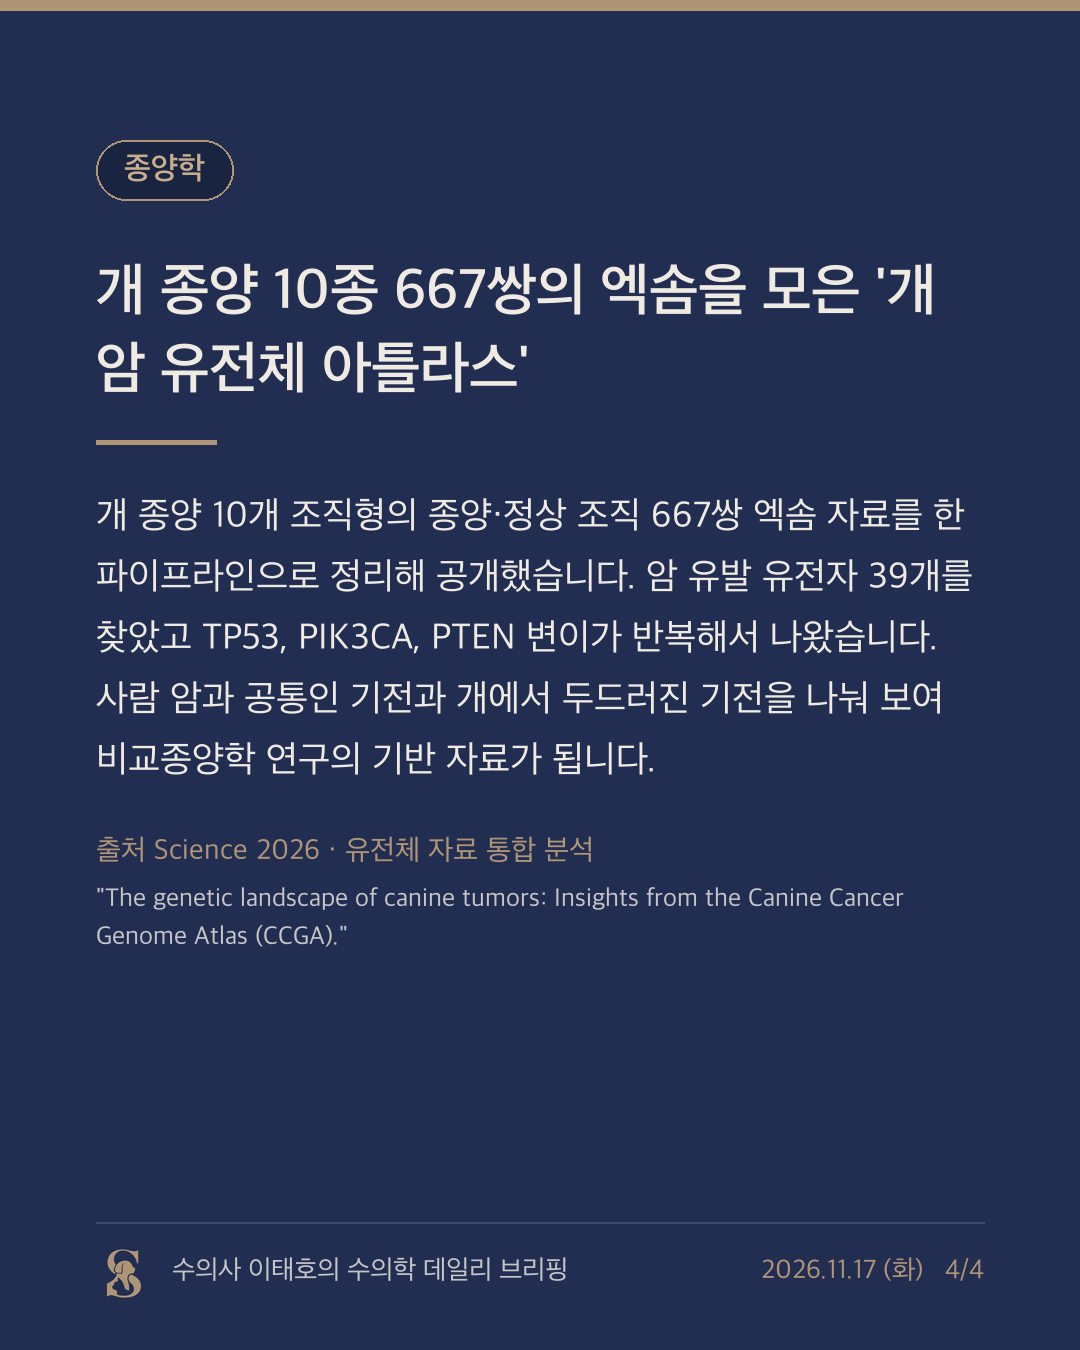 종양학
개 종양 10종 667쌍의 엑솜을 모은 '개
암 유전체 아틀라스'
개 종양 10개 조직형의 종양·정상 조직 667쌍 엑솜 자료를 한
파이프라인으로 정리해 공개했습니다. 암 유발 유전자 39개를
찾았고 TP53, PIK3CA, PTEN 변이가 반복해서 나왔습니다.
사람 암과 공통인 기전과 개에서 두드러진 기전을 나눠 보여
비교종양학 연구의 기반 자료가 됩니다.
출처 Science 2026 · 유전체 자료 통합 분석
"The genetic landscape of canine tumors: Insights from the Canine Cancer
Genome Atlas (CCGA)."
수의사 이태호의 수의학 데일리 브리핑 2026.11.17 (화) 4/4